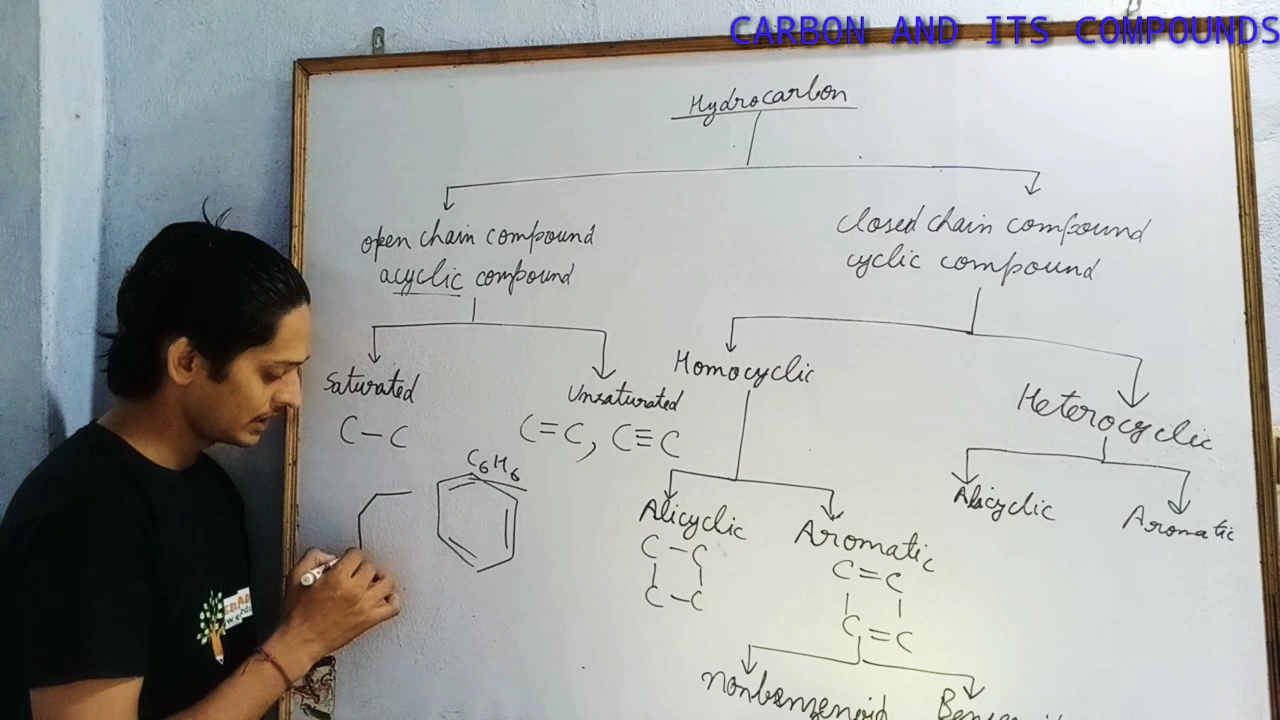 CARBON AND ITS COMPOUNDS
Hydrocarbon
open chain compound
acyclic compound
closed chain compound
cyclic compound
Saturated
C-C
Unsaturated
C=C, C≡C
Homocyclic
Heterocyclic
C₆H₆
Alicyclic
C-C
C-C
Aromatic
C=C
C=C
Alicyclic
Aromatic
nonbenzenoid